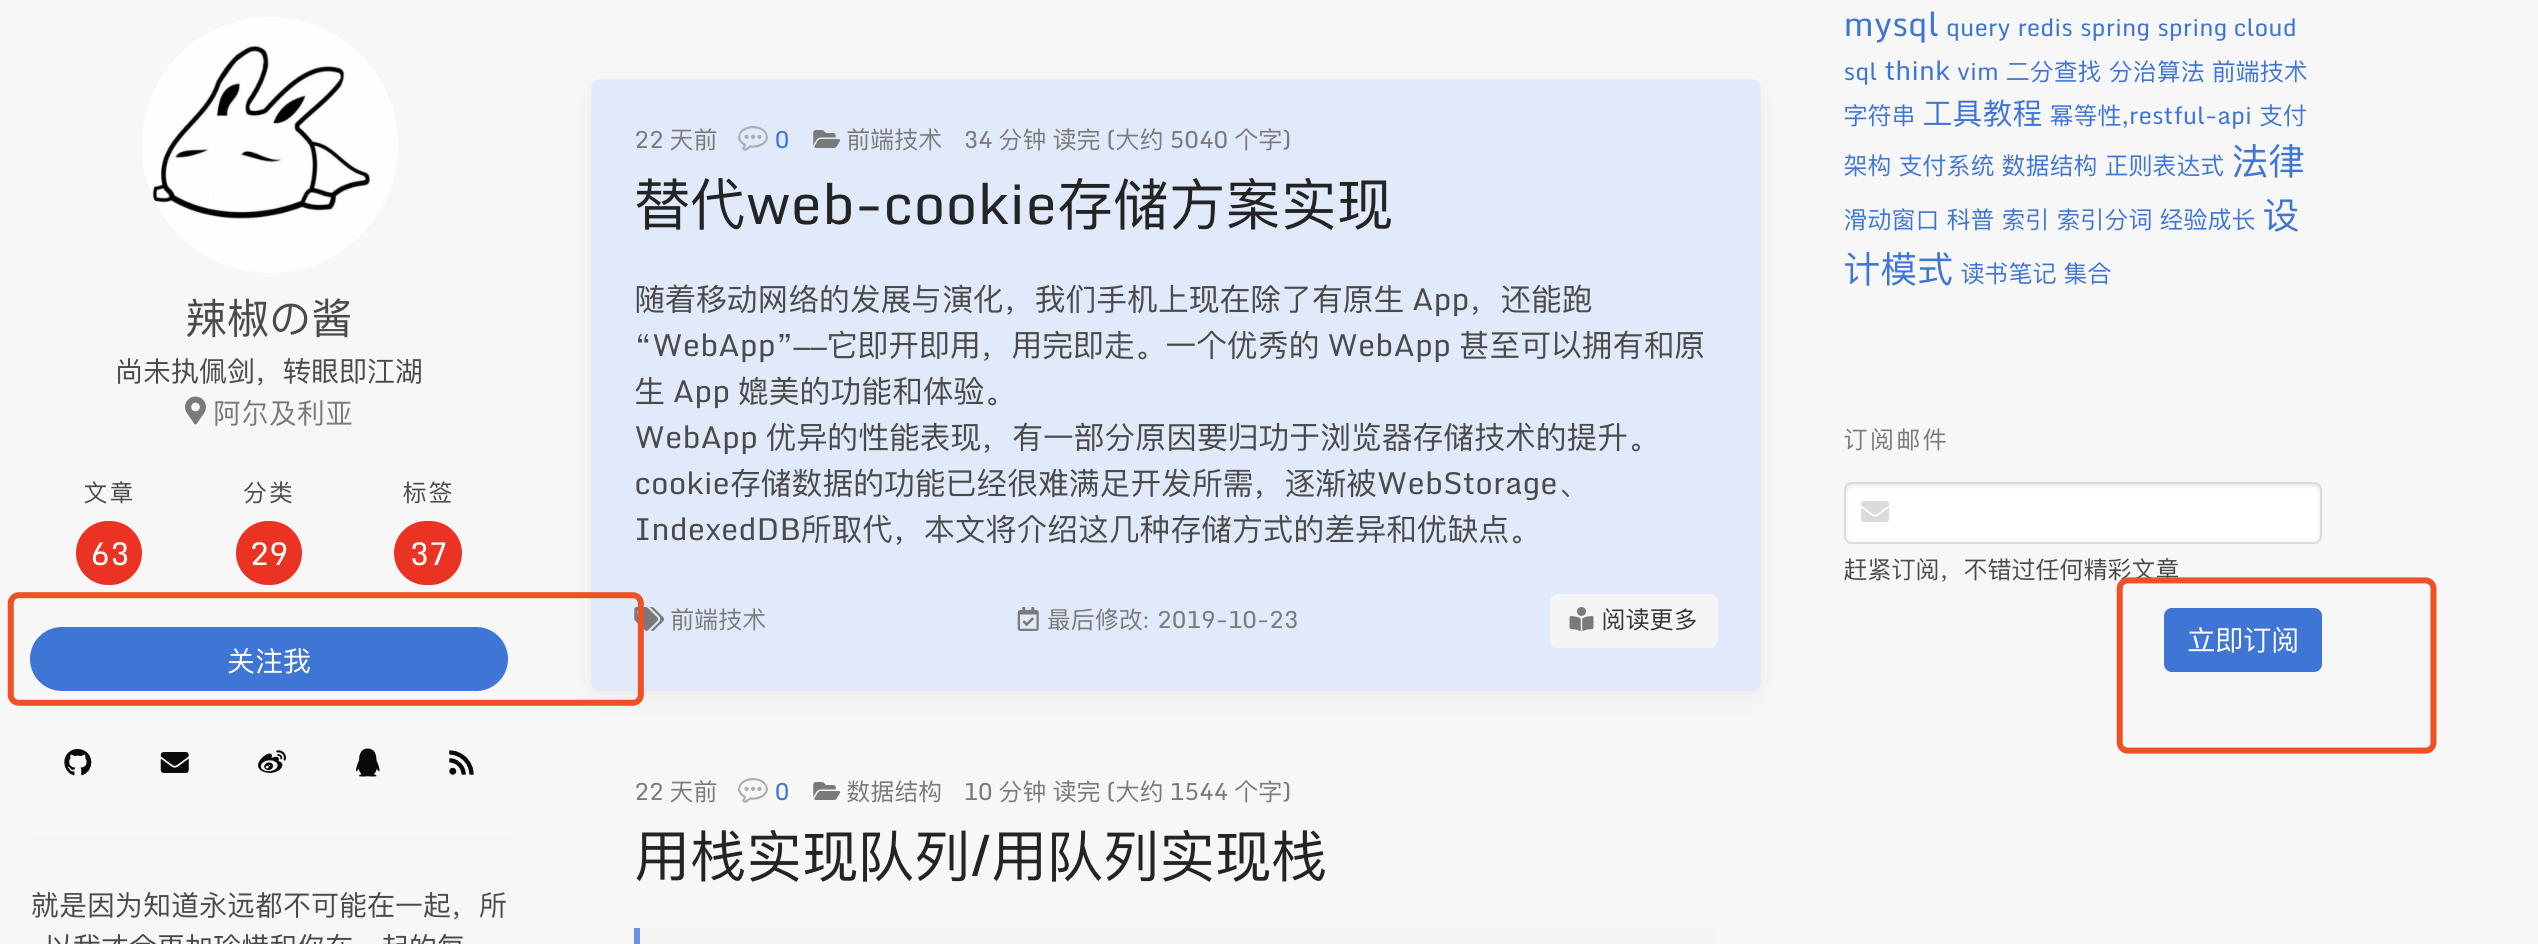 辣椒の酱
尚未执佩剑，转眼即江湖
阿尔及利亚
文章 分类 标签
63 29 37
关注我
就是因为知道永远都不可能在一起，所
22 天前 0 前端技术 34 分钟 读完 (大约 5040 个字)
替代web-cookie存储方案实现
随着移动网络的发展与演化，我们手机上现在除了有原生 App，还能跑
“WebApp”——它即开即用，用完即走。一个优秀的 WebApp 甚至可以拥有和原
生 App 媲美的功能和体验。
WebApp 优异的性能表现，有一部分原因要归功于浏览器存储技术的提升。
cookie存储数据的功能已经很难满足开发所需，逐渐被WebStorage、
IndexedDB所取代，本文将介绍这几种存储方式的差异和优缺点。
前端技术 最后修改: 2019-10-23 阅读更多
22 天前 0 数据结构 10 分钟 读完 (大约 1544 个字)
用栈实现队列/用队列实现栈
mysql query redis spring spring cloud
sql think vim 二分查找 分治算法 前端技术
字符串 工具教程 幂等性,restful-api 支付
架构 支付系统 数据结构 正则表达式 法律
滑动窗口 科普 索引 索引分词 经验成长 设
计模式 读书笔记 集合
订阅邮件
赶紧订阅，不错过任何精彩文章
立即订阅